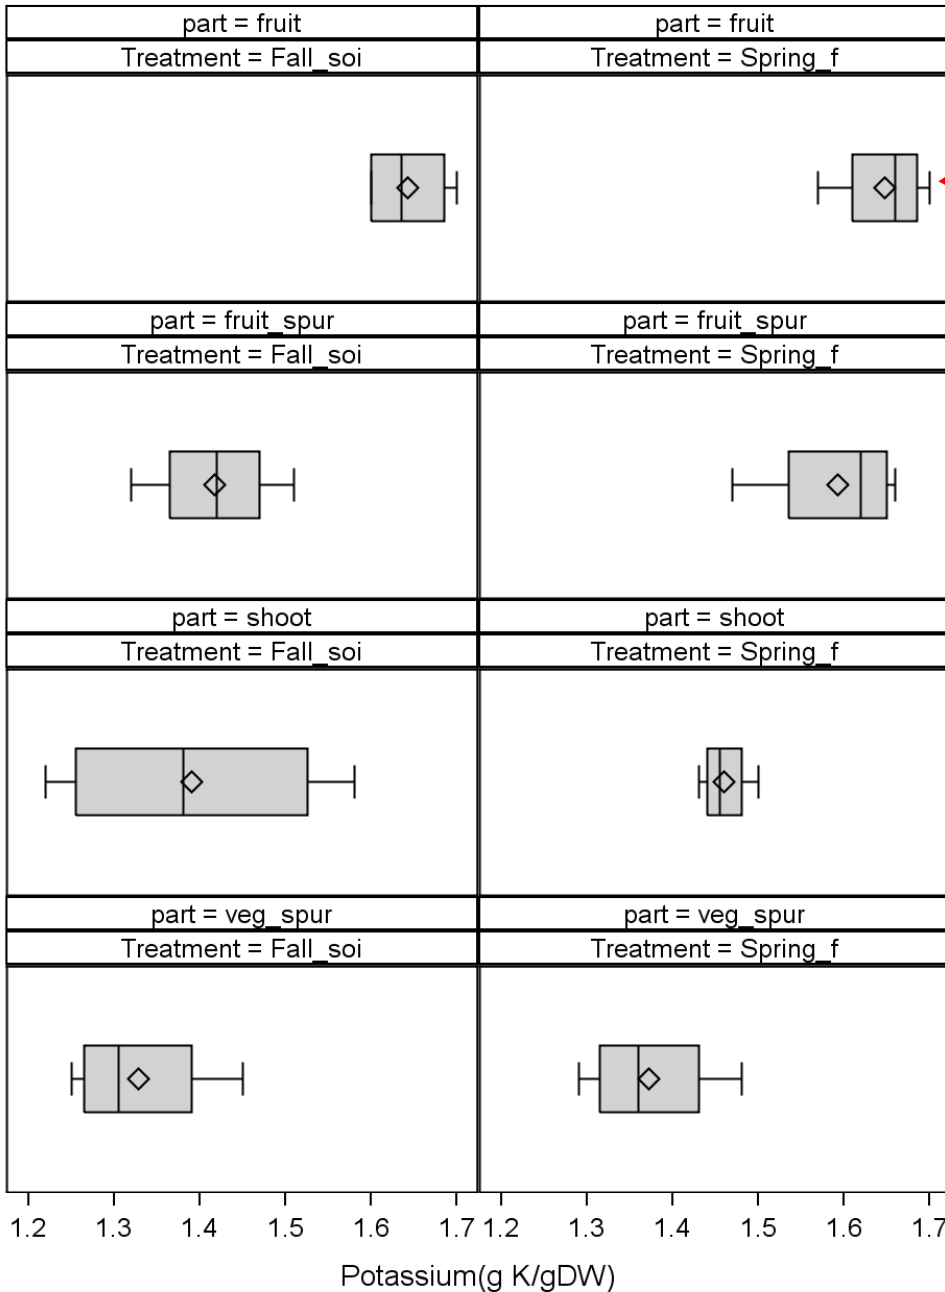 part = fruit
part = fruit
Treatment = Fall_soi
Treatment = Spring_f
part = fruit_spur
part = fruit_spur
Treatment = Fall_soi
Treatment = Spring_f
part = shoot
part = shoot
Treatment = Fall_soi
Treatment = Spring_f
part = veg_spur
part = veg_spur
Treatment = Fall_soi
Treatment = Spring_f
1.2 1.3 1.4 1.5 1.6 1.7 1.2 1.3 1.4 1.5 1.6 1.7
Potassium(g K/gDW)